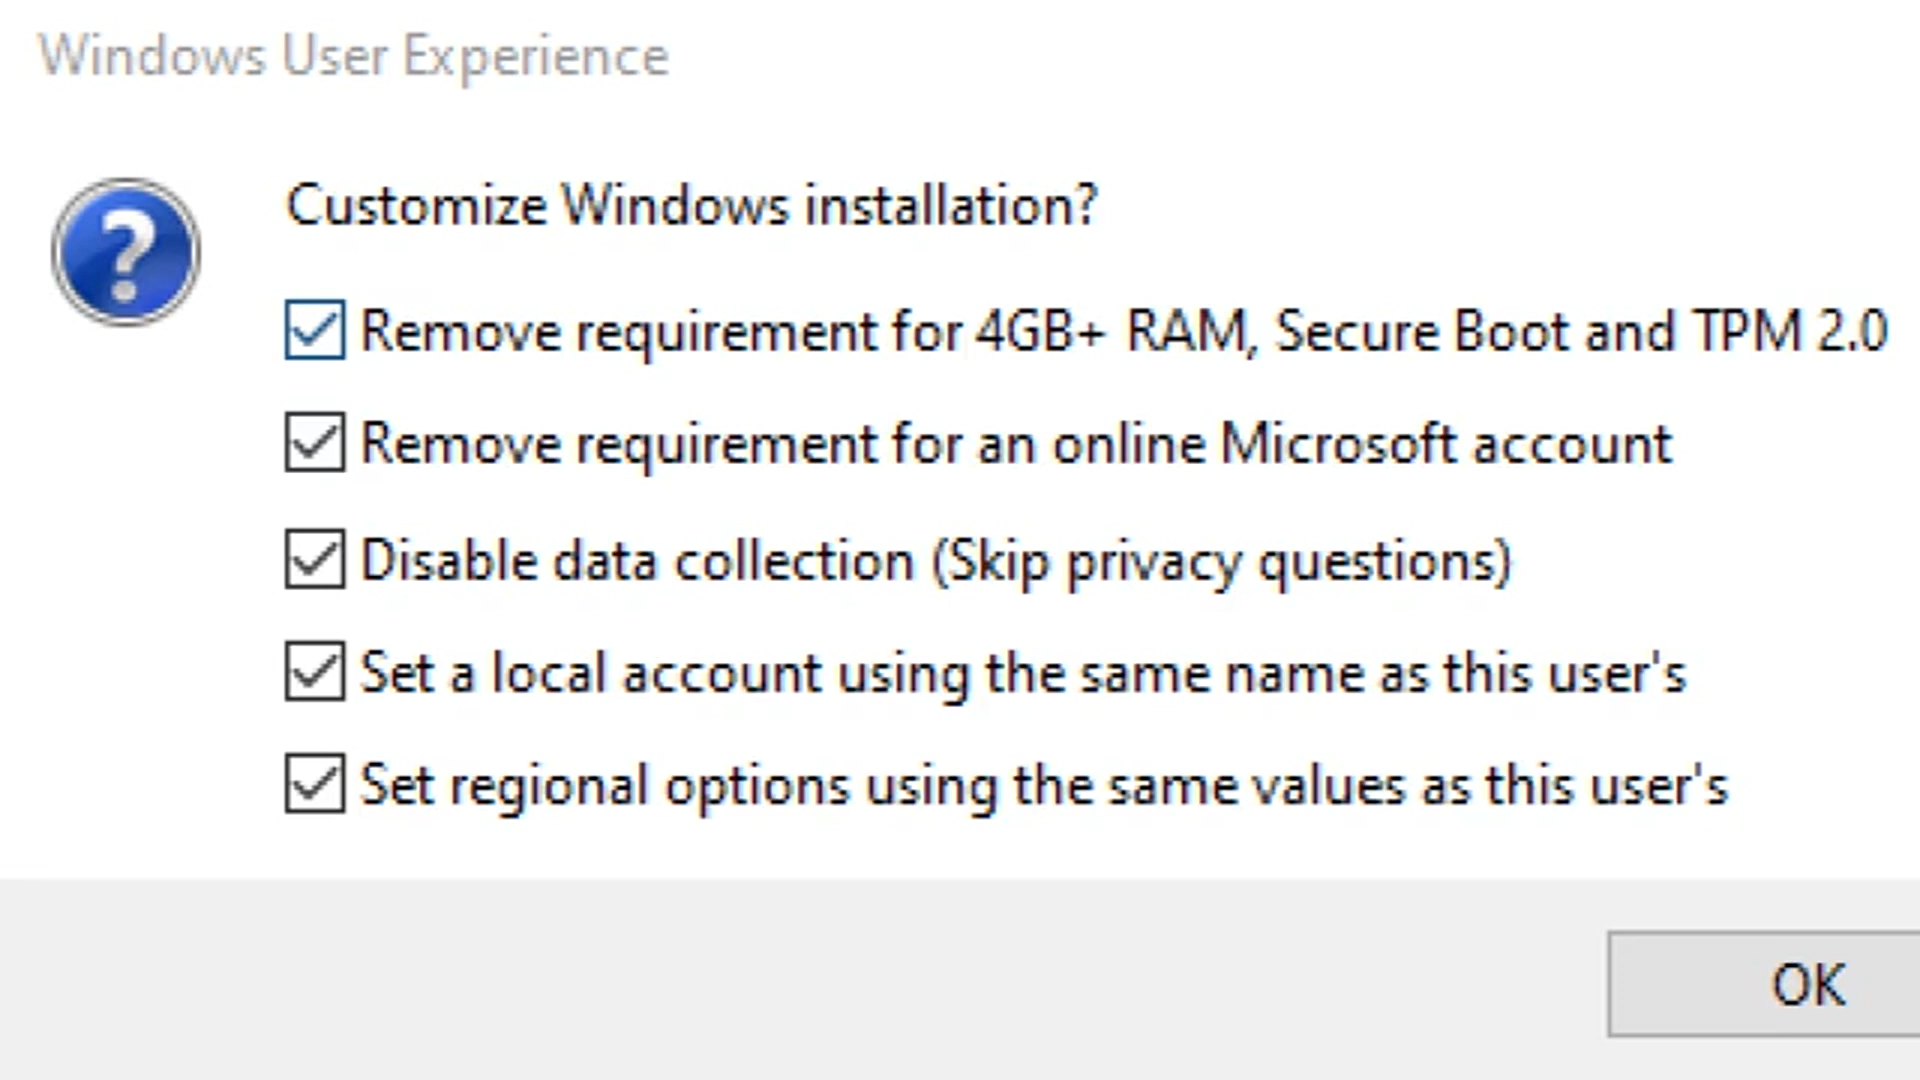 Windows User Experience
Customize Windows installation?
Remove requirement for 4GB+ RAM, Secure Boot and TPM 2.0
Remove requirement for an online Microsoft account
Disable data collection (Skip privacy questions)
Set a local account using the same name as this user's
Set regional options using the same values as this user's
OK